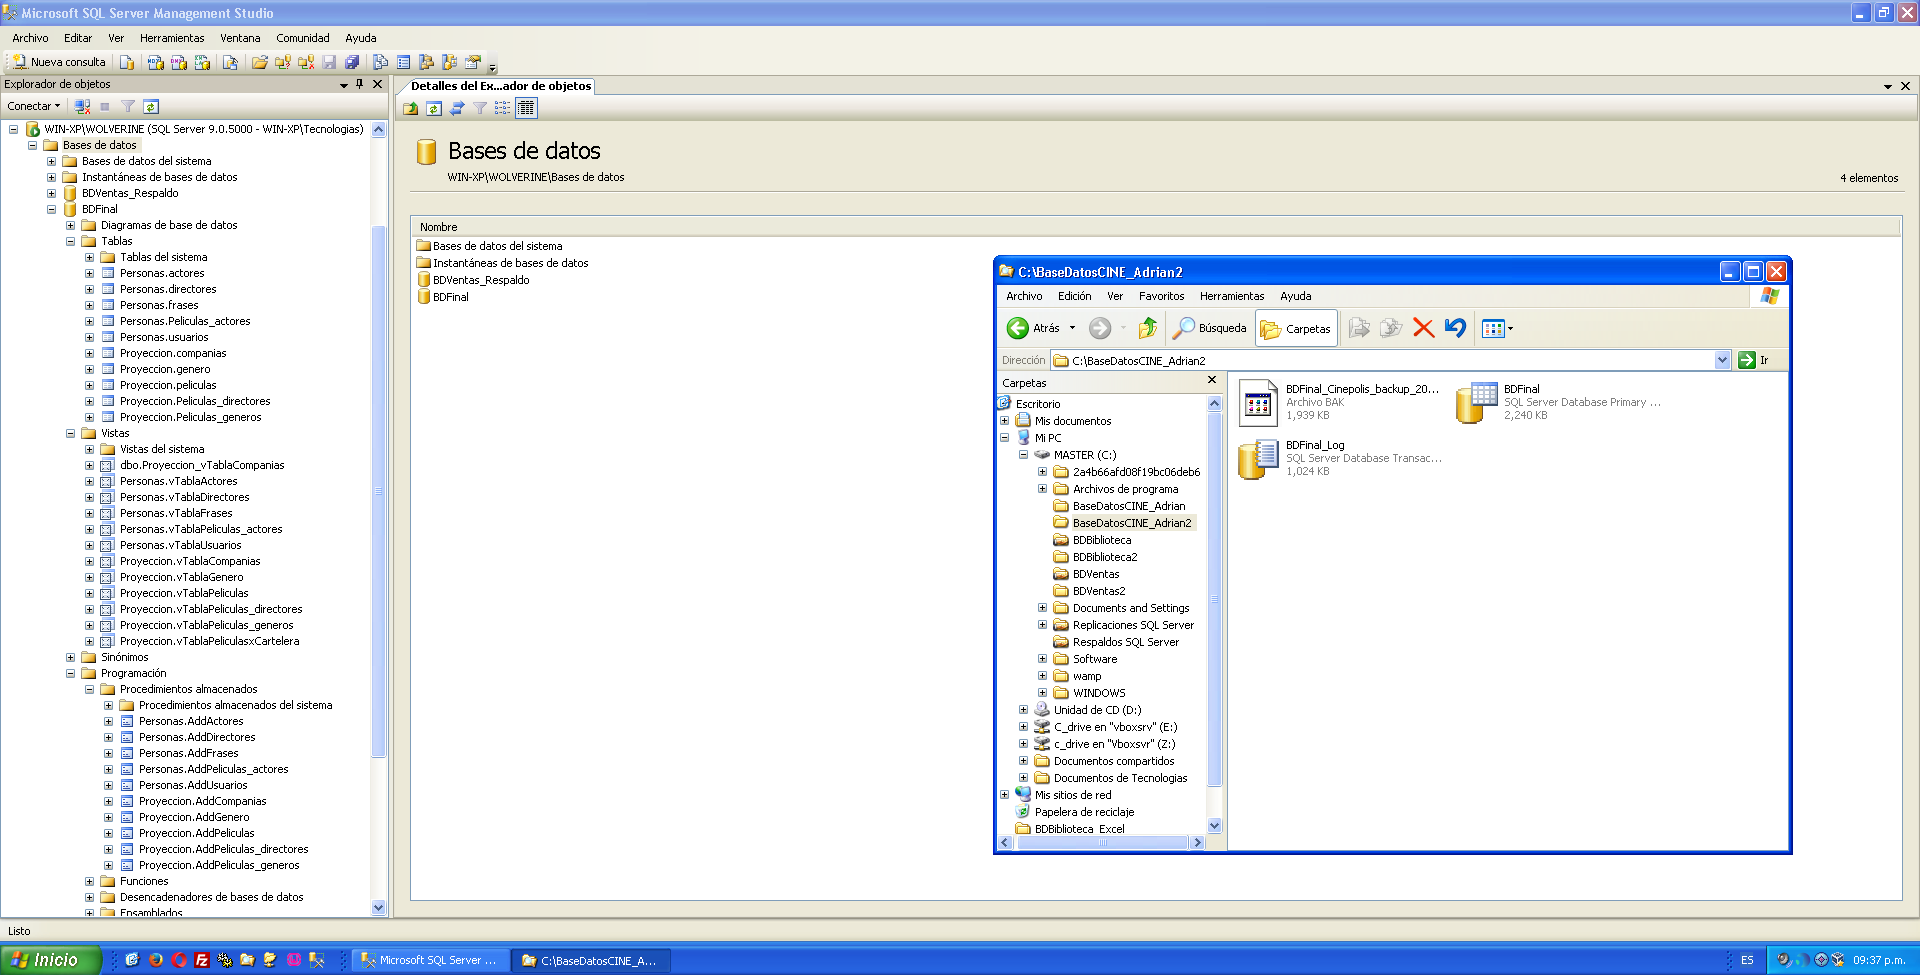 Microsoft SQL Server Management Studio
Archivo Editar Ver Herramientas Ventana Comunidad Ayuda
Nueva consulta
Explorador de objetos
Conectar
WIN-XP\WOLVERINE (SQL Server 9.0.5000 - WIN-XP\Tecnologias)
Bases de datos
Bases de datos del sistema
Instantáneas de bases de datos
BDVentas_Respaldo
BDFinal
Diagramas de base de datos
Tablas
Tablas del sistema
Personas.actores
Personas.directores
Personas.frases
Personas.Peliculas_actores
Personas.usuarios
Proyeccion.companias
Proyeccion.genero
Proyeccion.peliculas
Proyeccion.Peliculas_directores
Proyeccion.Peliculas_generos
Vistas
Vistas del sistema
dbo.Proyeccion_vTablaCompanias
Personas.vTablaActores
Personas.vTablaDirectores
Personas.vTablaFrases
Personas.vTablaPeliculas_actores
Personas.vTablaUsuarios
Proyeccion.vTablaCompanias
Proyeccion.vTablaGenero
Proyeccion.vTablaPeliculas
Proyeccion.vTablaPeliculas_directores
Proyeccion.vTablaPeliculas_generos
Proyeccion.vTablaPeliculasxCartelera
Sinónimos
Programación
Procedimientos almacenados
Procedimientos almacenados del sistema
Personas.AddActores
Personas.AddDirectores
Personas.AddFrases
Personas.AddPeliculas_actores
Personas.AddUsuarios
Proyeccion.AddCompanias
Proyeccion.AddGenero
Proyeccion.AddPeliculas
Proyeccion.AddPeliculas_directores
Proyeccion.AddPeliculas_generos
Funciones
Desencadenadores de bases de datos
Ensamblados
Detalles del Ex...ador de objetos
Bases de datos
WIN-XP\WOLVERINE\Bases de datos
4 elementos
Nombre
Bases de datos del sistema
Instantáneas de bases de datos
BDVentas_Respaldo
BDFinal
C:\BaseDatosCINE_Adrian2
Archivo Edición Ver Favoritos Herramientas Ayuda
Atrás Búsqueda Carpetas
Dirección C:\BaseDatosCINE_Adrian2 Ir
Carpetas
Escritorio
Mis documentos
Mi PC
MASTER (C:)
2a4b66afd08f19bc06deb6
Archivos de programa
BaseDatosCINE_Adrian
BaseDatosCINE_Adrian2
BDBiblioteca
BDBiblioteca2
BDVentas
BDVentas2
Documents and Settings
Replicaciones SQL Server
Respaldos SQL Server
Software
wamp
WINDOWS
Unidad de CD (D:)
C_drive en "vboxsrv" (E:)
c_drive en "Vboxsvr" (Z:)
Documentos compartidos
Documentos de Tecnologias
Mis sitios de red
Papelera de reciclaje
BDBiblioteca_Excel
BDFinal_Cinepolis_backup_20...
Archivo BAK
1,939 KB
BDFinal
SQL Server Database Primary ...
2,240 KB
BDFinal_Log
SQL Server Database Transac...
1,024 KB
Listo
Inicio
Microsoft SQL Server ...
C:\BaseDatosCINE_A...
ES
09:37 p.m.